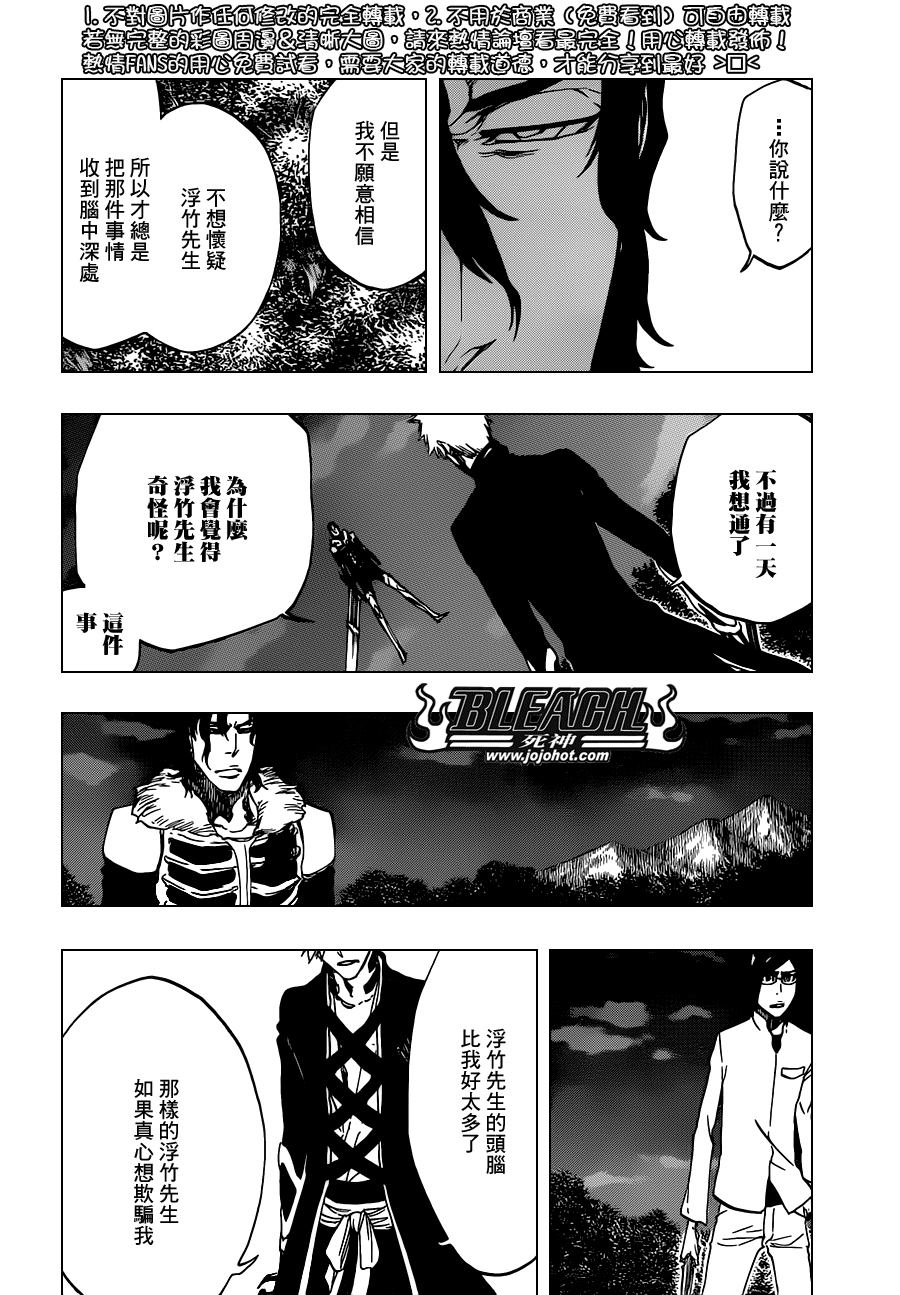 1.不對圖片作任何修改的完全轉載，2.不用於商業（免費看到）可自由轉載
若無完整的彩圖周漫&清晰大圖，請來熱情論壇看最完全！用心轉載發佈！
熱情FANS的用心免費試看，需要大家的轉載道德，才能分享到最好 >□<
…你說什麼？
但是
我不願意相信
不想懷疑
浮竹先生
所以才總是
把那件事情
收到腦中深處
不過有一天
我想通了
為什麼
我會覺得
浮竹先生
奇怪呢？
這件
事
BLEACH
死神
www.jojohot.com
浮竹先生的頭腦
比我好太多了
那樣的浮竹先生
如果真心想欺騙我